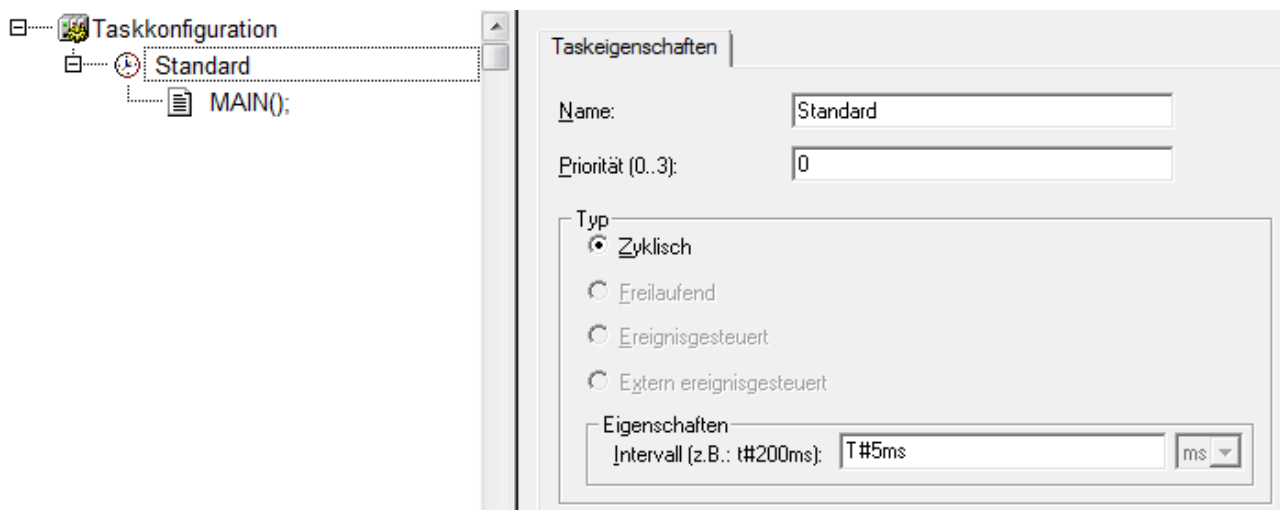 Taskkonfiguration
Standard
MAIN();
Taskeigenschaften
Name: Standard
Priorität (0..3): 0
Typ
Zyklisch
Freilaufend
Ereignisgesteuert
Extern ereignisgesteuert
Eigenschaften
Intervall (z.B.: t#200ms): T#5ms ms